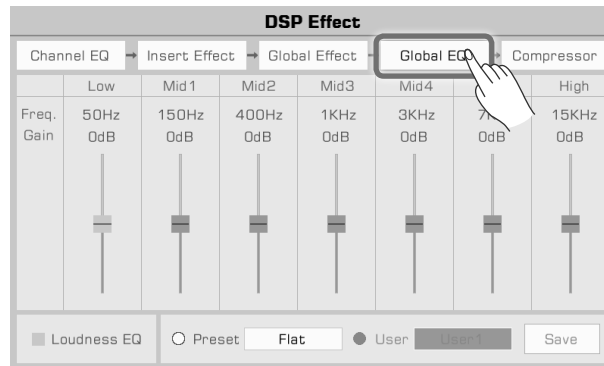 DSP Effect
Channel EQ Insert Effect Global Effect Global EQ Compressor
Low Mid1 Mid2 Mid3 Mid4 High
Freq. 50Hz 150Hz 400Hz 1KHz 3KHz 15KHz
Gain 0dB 0dB 0dB 0dB 0dB 0dB 0dB
Loudness EQ Preset Flat User User1 Save